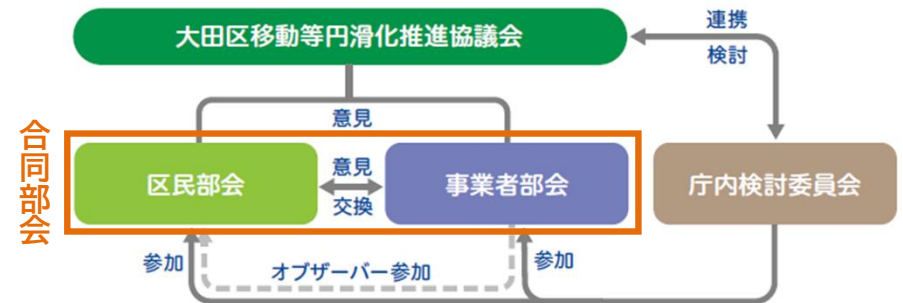 大田区移動等円滑化推進協議会
連携
検討
意見
合同部会
区民部会
意見
交換
事業者部会
庁内検討委員会
参加
オブザーバー参加
参加